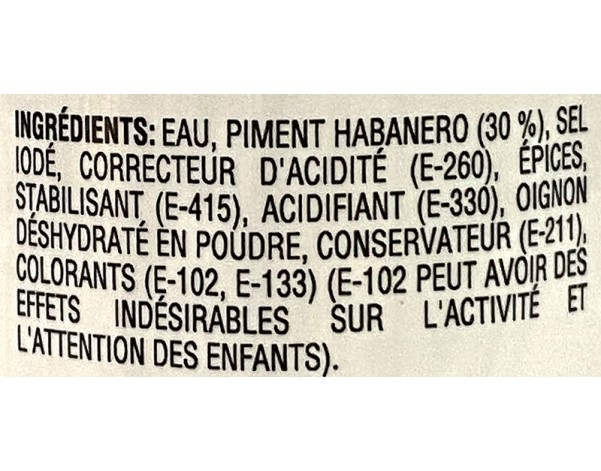 INGRÉDIENTS: EAU, PIMENT HABANERO (30 %), SEL
IODÉ, CORRECTEUR D'ACIDITÉ (E-260), ÉPICES,
STABILISANT (E-415), ACIDIFIANT (E-330), OIGNON
DÉSHYDRATÉ EN POUDRE, CONSERVATEUR (E-211),
COLORANTS (E-102, E-133) (E-102 PEUT AVOIR DES
EFFETS INDÉSIRABLES SUR L'ACTIVITÉ ET
L'ATTENTION DES ENFANTS).